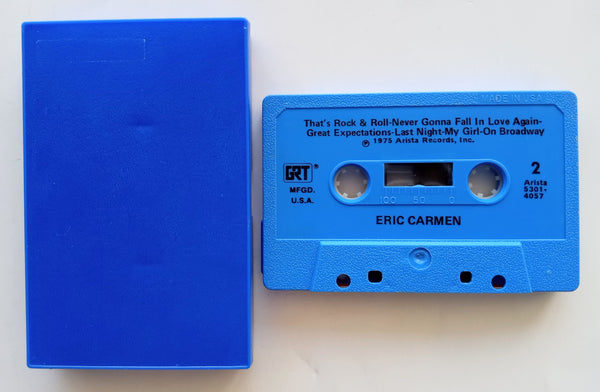 MADE IN U.S.A.
That's Rock & Roll-Never Gonna Fall In Love Again-
Great Expectations-Last Night-My Girl-On Broadway
℗ 1975 Arista Records, Inc.
GRT®
MFGD.
U.S.A.
100 50 0
2
Arista
5301-
4057
ERIC CARMEN